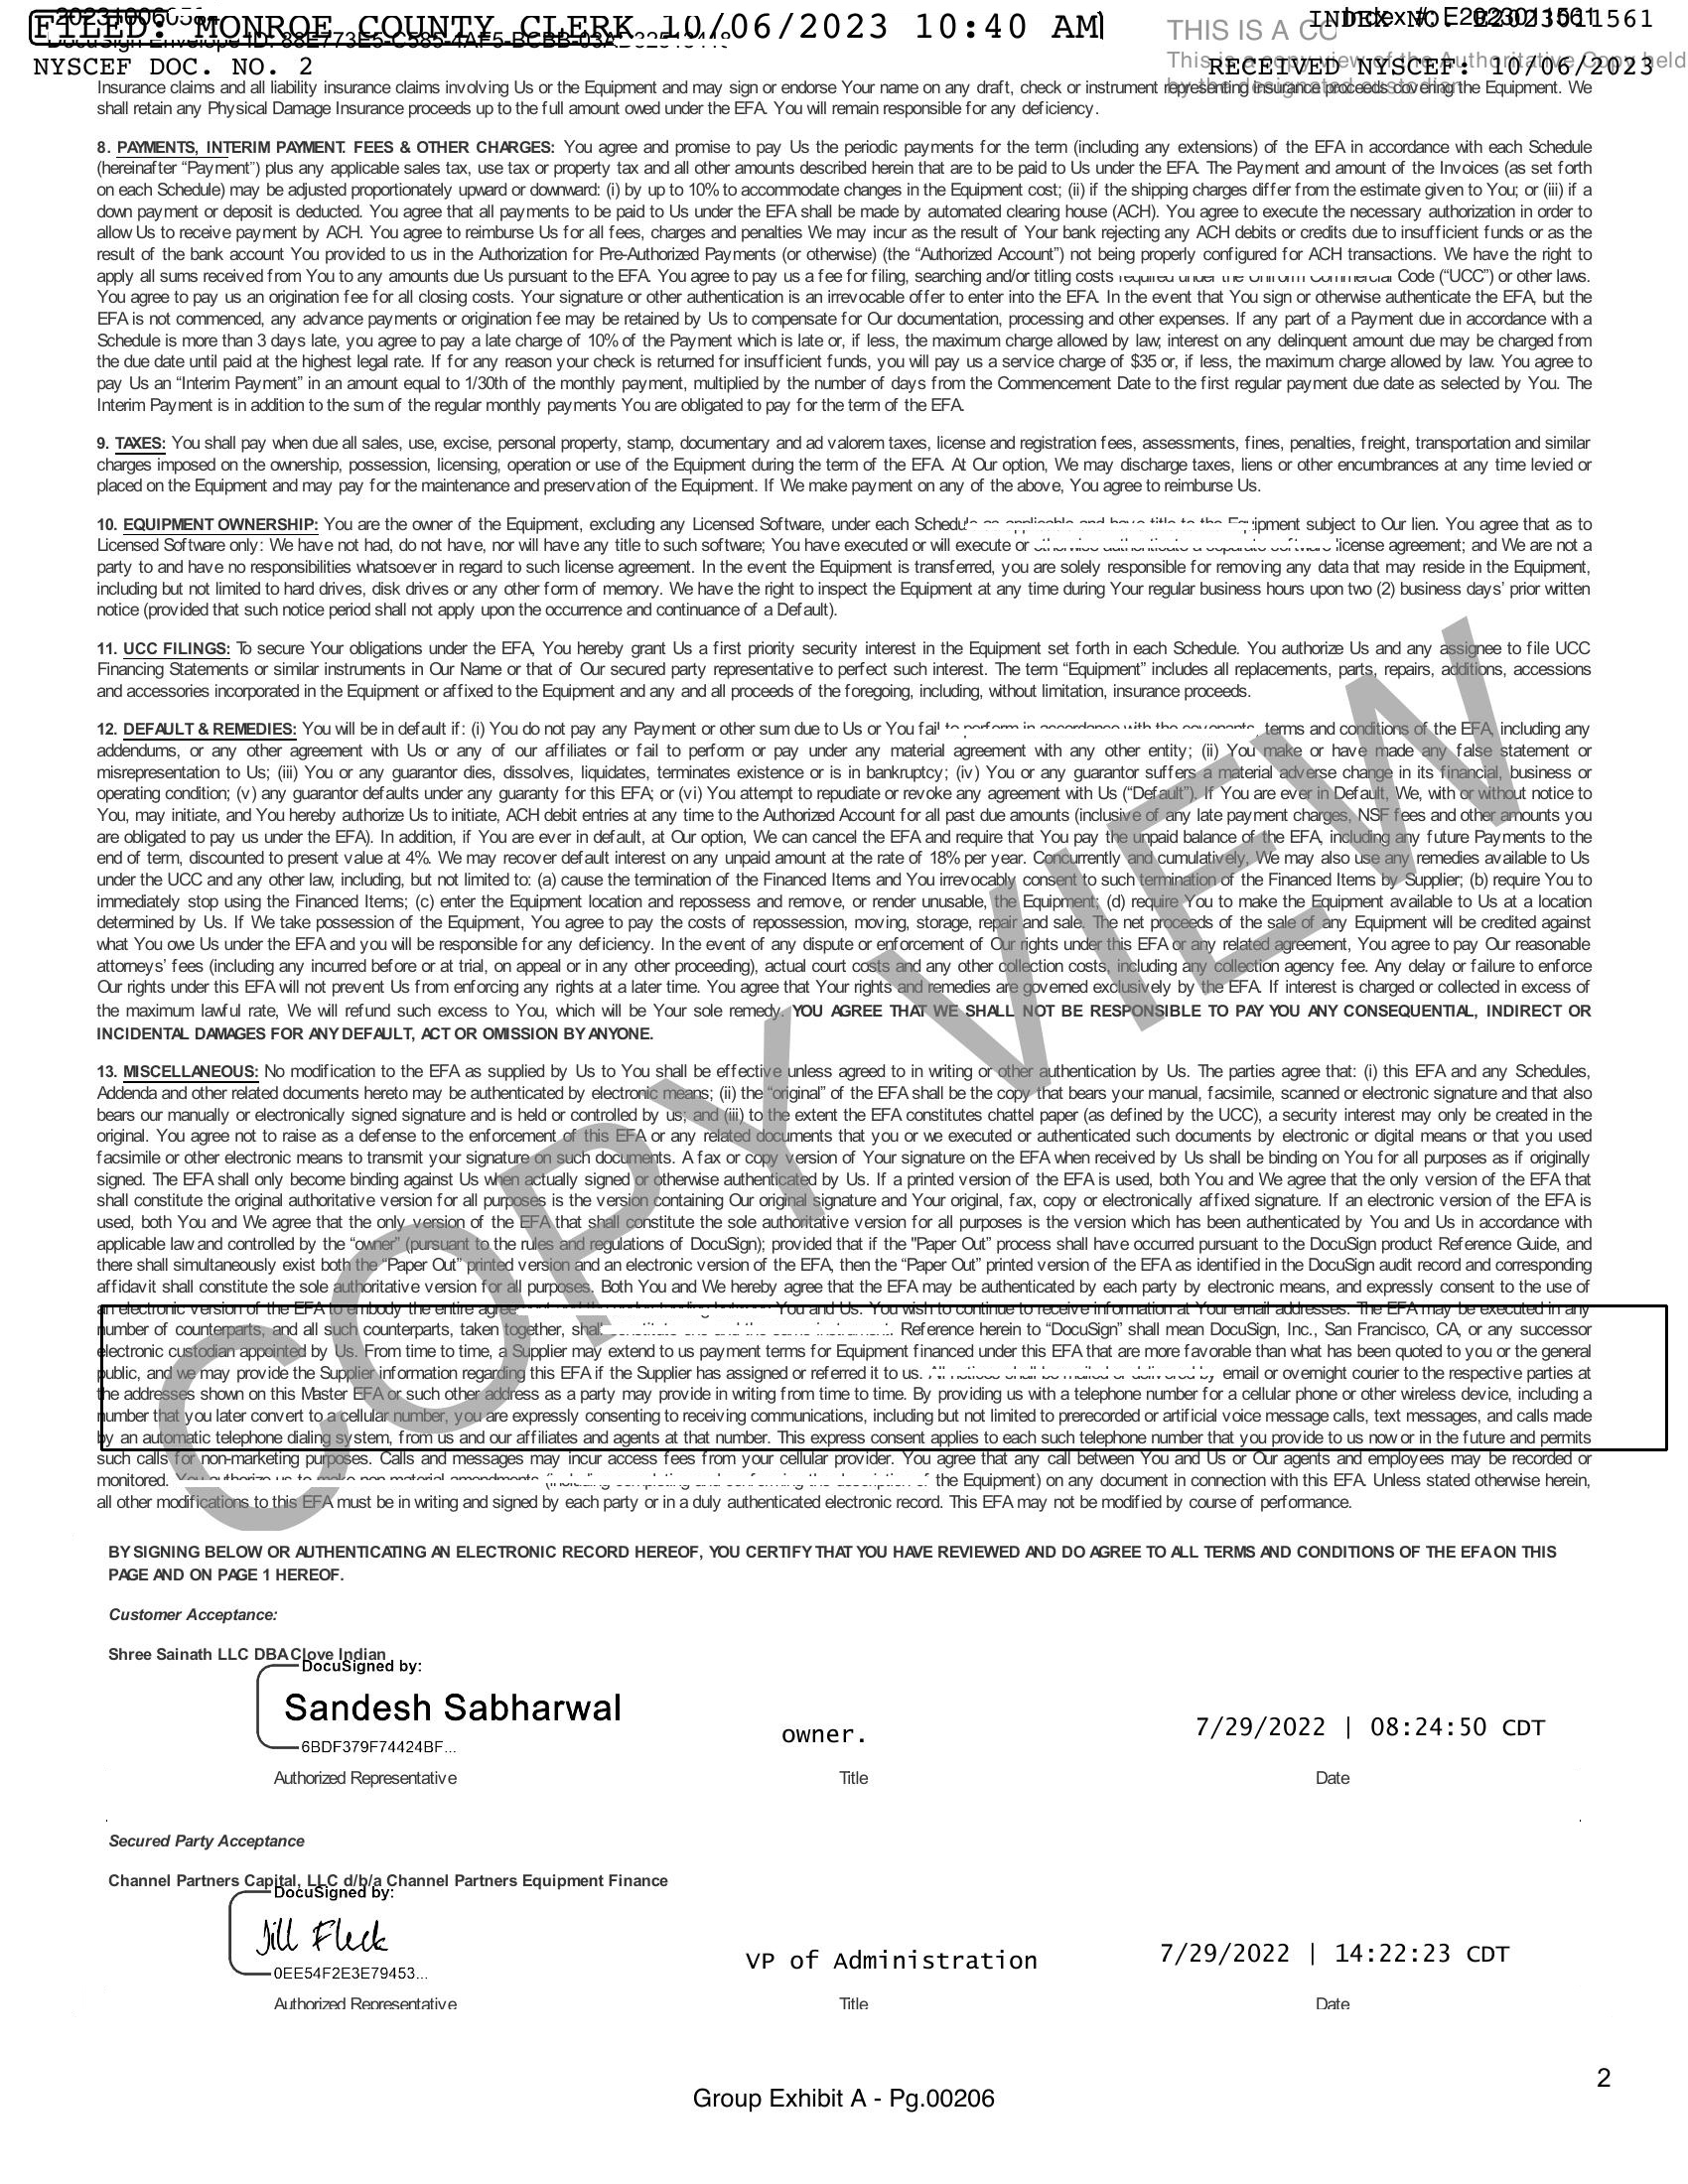 202310060584
FILED: MONROE COUNTY CLERK 10/06/2023 10:40 AM
INDEX NO. E2023011561
Index #: E2023011561
THIS IS A CO
This is a copy view of the Authoritative Copy held
by the designated custodian
NYSCEF DOC. NO. 2
RECEIVED NYSCEF: 10/06/2023
Insurance claims and all liability insurance claims involving Us or the Equipment and may sign or endorse Your name on any draft, check or instrument representing insurance proceeds covering the Equipment. We
shall retain any Physical Damage Insurance proceeds up to the full amount owed under the EFA. You will remain responsible for any deficiency.
8. PAYMENTS, INTERIM PAYMENT. FEES & OTHER CHARGES: You agree and promise to pay Us the periodic payments for the term (including any extensions) of the EFA in accordance with each Schedule
(hereinafter “Payment”) plus any applicable sales tax, use tax or property tax and all other amounts described herein that are to be paid to Us under the EFA. The Payment and amount of the Invoices (as set forth
on each Schedule) may be adjusted proportionately upward or downward: (i) by up to 10% to accommodate changes in the Equipment cost; (ii) if the shipping charges differ from the estimate given to You; or (iii) if a
down payment or deposit is deducted. You agree that all payments to be paid to Us under the EFA shall be made by automated clearing house (ACH). You agree to execute the necessary authorization in order to
allow Us to receive payment by ACH. You agree to reimburse Us for all fees, charges and penalties We may incur as the result of Your bank rejecting any ACH debits or credits due to insufficient funds or as the
result of the bank account You provided to us in the Authorization for Pre-Authorized Payments (or otherwise) (the “Authorized Account”) not being properly configured for ACH transactions. We have the right to
apply all sums received from You to any amounts due Us pursuant to the EFA. You agree to pay us a fee for filing, searching and/or titling costs required under the Uniform Commercial Code (“UCC”) or other laws.
You agree to pay us an origination fee for all closing costs. Your signature or other authentication is an irrevocable offer to enter into the EFA. In the event that You sign or otherwise authenticate the EFA, but the
EFA is not commenced, any advance payments or origination fee may be retained by Us to compensate for Our documentation, processing and other expenses. If any part of a Payment due in accordance with a
Schedule is more than 3 days late, you agree to pay a late charge of 10% of the Payment which is late or, if less, the maximum charge allowed by law; interest on any delinquent amount due may be charged from
the due date until paid at the highest legal rate. If for any reason your check is returned for insufficient funds, you will pay us a service charge of $35 or, if less, the maximum charge allowed by law. You agree to
pay Us an “Interim Payment” in an amount equal to 1/30th of the monthly payment, multiplied by the number of days from the Commencement Date to the first regular payment due date as selected by You. The
Interim Payment is in addition to the sum of the regular monthly payments You are obligated to pay for the term of the EFA.
9. TAXES: You shall pay when due all sales, use, excise, personal property, stamp, documentary and ad valorem taxes, license and registration fees, assessments, fines, penalties, freight, transportation and similar
charges imposed on the ownership, possession, licensing, operation or use of the Equipment during the term of the EFA. At Our option, We may discharge taxes, liens or other encumbrances at any time levied or
placed on the Equipment and may pay for the maintenance and preservation of the Equipment. If We make payment on any of the above, You agree to reimburse Us.
10. EQUIPMENT OWNERSHIP: You are the owner of the Equipment, excluding any Licensed Software, under each Schedule as applicable and have title to the Equipment subject to Our lien. You agree that as to
Licensed Software only: We have not had, do not have, nor will have any title to such software; You have executed or will execute or otherwise authenticate a separate software license agreement; and We are not a
party to and have no responsibilities whatsoever in regard to such license agreement. In the event the Equipment is transferred, you are solely responsible for removing any data that may reside in the Equipment,
including but not limited to hard drives, disk drives or any other form of memory. We have the right to inspect the Equipment at any time during Your regular business hours upon two (2) business days’ prior written
notice (provided that such notice period shall not apply upon the occurrence and continuance of a Default).
11. UCC FILINGS: To secure Your obligations under the EFA, You hereby grant Us a first priority security interest in the Equipment set forth in each Schedule. You authorize Us and any assignee to file UCC
Financing Statements or similar instruments in Our Name or that of Our secured party representative to perfect such interest. The term “Equipment” includes all replacements, parts, repairs, additions, accessions
and accessories incorporated in the Equipment or affixed to the Equipment and any and all proceeds of the foregoing, including, without limitation, insurance proceeds.
12. DEFAULT & REMEDIES: You will be in default if: (i) You do not pay any Payment or other sum due to Us or You fail to perform in accordance with the covenants, terms and conditions of the EFA, including any
addendums, or any other agreement with Us or any of our affiliates or fail to perform or pay under any material agreement with any other entity; (ii) You make or have made any false statement or
misrepresentation to Us; (iii) You or any guarantor dies, dissolves, liquidates, terminates existence or is in bankruptcy; (iv) You or any guarantor suffers a material adverse change in its financial, business or
operating condition; (v) any guarantor defaults under any guaranty for this EFA; or (vi) You attempt to repudiate or revoke any agreement with Us (“Default”). If You are ever in Default, We, with or without notice to
You, may initiate, and You hereby authorize Us to initiate, ACH debit entries at any time to the Authorized Account for all past due amounts (inclusive of any late payment charges, NSF fees and other amounts you
are obligated to pay us under the EFA). In addition, if You are ever in default, at Our option, We can cancel the EFA and require that You pay the unpaid balance of the EFA, including any future Payments to the
end of term, discounted to present value at 4%. We may recover default interest on any unpaid amount at the rate of 18% per year. Concurrently and cumulatively, We may also use any remedies available to Us
under the UCC and any other law, including, but not limited to: (a) cause the termination of the Financed Items and You irrevocably consent to such ermination of the Financed Items by Supplier; (b) require You to
immediately stop using the Financed Items; (c) enter the Equipment location and repossess and remove, or render unusable, the Equipment; (d) require You to make the Equipment available to Us at a location
determined by Us. If We take possession of the Equipment, You agree to pay the costs of repossession, moving, storage, repair and sale. The net proceeds of the sale of any Equipment will be credited against
what You owe Us under the EFA and you will be responsible for any deficiency. In the event of any dispute or enforcement of Our rights under this EFA or any related agreement, You agree to pay Our reasonable
attorneys’ fees (including any incurred before or at trial, on appeal or in any other proceeding), actual court costs and any other collection costs, including any collection agency fee. Any delay or failure to enforce
Our rights under this EFA will not prevent Us from enforcing any rights at a later time. You agree that Your rights and remedies are governed exclusively by the EFA. If interest is charged or collected in excess of
the maximum lawful rate, We will refund such excess to You, which will be Your sole remedy. YOU AGREE THAT WE SHALL NOT BE RESPONSIBLE TO PAY YOU ANY CONSEQUENTIAL, INDIRECT OR
INCIDENTAL DAMAGES FOR ANY DEFAULT, ACT OR OMISSION BY ANYONE.
13. MISCELLANEOUS: No modification to the EFA as supplied by Us to You shall be effective unless agreed to in writing or other authentication by Us. The parties agree that: (i) this EFA and any Schedules,
Addenda and other related documents hereto may be authenticated by electronic means; (ii) the “original” of the EFA shall be the copy that bears your manual, facsimile, scanned or electronic signature and that also
bears our manually or electronically signed signature and is held or controlled by us; and (iii) to the extent the EFA constitutes chattel paper (as defined by the UCC), a security interest may only be created in the
original. You agree not to raise as a defense to the enforcement of this EFA or any related documents that you or we executed or authenticated such documents by electronic or digital means or that you used
facsimile or other electronic means to transmit your signature on such documents. A fax or copy version of Your signature on the EFA when received by Us shall be binding on You for all purposes as if originally
signed. The EFA shall only become binding against Us when actually signed or otherwise authenticated by Us. If a printed version of the EFA is used, both You and We agree that the only version of the EFA that
shall constitute the original authoritative version for all purposes is the version containing Our original signature and Your original, fax, copy or electronically affixed signature. If an electronic version of the EFA is
used, both You and We agree that the only version of the EFA that shall constitute the sole authoritative version for all purposes is the version which has been authenticated by You and Us in accordance with
applicable law and controlled by the “owner” (pursuant to the rules and regulations of DocuSign); provided that if the "Paper Out” process shall have occurred pursuant to the DocuSign product Reference Guide, and
there shall simultaneously exist both the “Paper Out” printed version and an electronic version of the EFA, then the “Paper Out” printed version of the EFA as identified in the DocuSign audit record and corresponding
affidavit shall constitute the sole authoritative version for all purposes. Both You and We hereby agree that the EFA may be authenticated by each party by electronic means, and expressly consent to the use of
an electronic version of the EFA to embody the entire agreement and the understanding between You and Us. You wish to continue to receive information at Your email addresses. The EFA may be executed in any
number of counterparts, and all such counterparts, taken together, shall constitute one and the same instrument. Reference herein to “DocuSign” shall mean DocuSign, Inc., San Francisco, CA, or any successor
electronic custodian appointed by Us. From time to time, a Supplier may extend to us payment terms for Equipment financed under this EFA that are more favorable than what has been quoted to you or the general
public, and we may provide the Supplier information regarding this EFA if the Supplier has assigned or referred it to us. All notices shall be mailed or delivered by email or overnight courier to the respective parties at
the addresses shown on this Master EFA or such other address as a party may provide in writing from time to time. By providing us with a telephone number for a cellular phone or other wireless device, including a
number that you later convert to a cellular number, you are expressly consenting to receiving communications, including but not limited to prerecorded or artificial voice message calls, text messages, and calls made
by an automatic telephone dialing system, from us and our affiliates and agents at that number. This express consent applies to each such telephone number that you provide to us now or in the future and permits
such calls for non-marketing purposes. Calls and messages may incur access fees from your cellular provider. You agree that any call between You and Us or Our agents and employees may be recorded or
monitored. You authorize us to make non-material amendments (including completing and conforming the description of the Equipment) on any document in connection with this EFA. Unless stated otherwise herein,
all other modifications to this EFA must be in writing and signed by each party or in a duly authenticated electronic record. This EFA may not be modified by course of performance.
COPY VIEW
BY SIGNING BELOW OR AUTHENTICATING AN ELECTRONIC RECORD HEREOF, YOU CERTIFY THAT YOU HAVE REVIEWED AND DO AGREE TO ALL TERMS AND CONDITIONS OF THE EFA ON THIS
PAGE AND ON PAGE 1 HEREOF.
Customer Acceptance:
Shree Sainath LLC DBA Clove Indian
DocuSigned by:
Sandesh Sabharwal
owner.
7/29/2022 | 08:24:50 CDT
6BDF379F74424BF...
Authorized Representative
Title
Date
Secured Party Acceptance
Channel Partners Capital, LLC d/b/a Channel Partners Equipment Finance
DocuSigned by:
Jill Fleck
VP of Administration
7/29/2022 | 14:22:23 CDT
0EE54F2E3E79453...
Authorized Representative
Title
Date
2
Group Exhibit A - Pg.00206